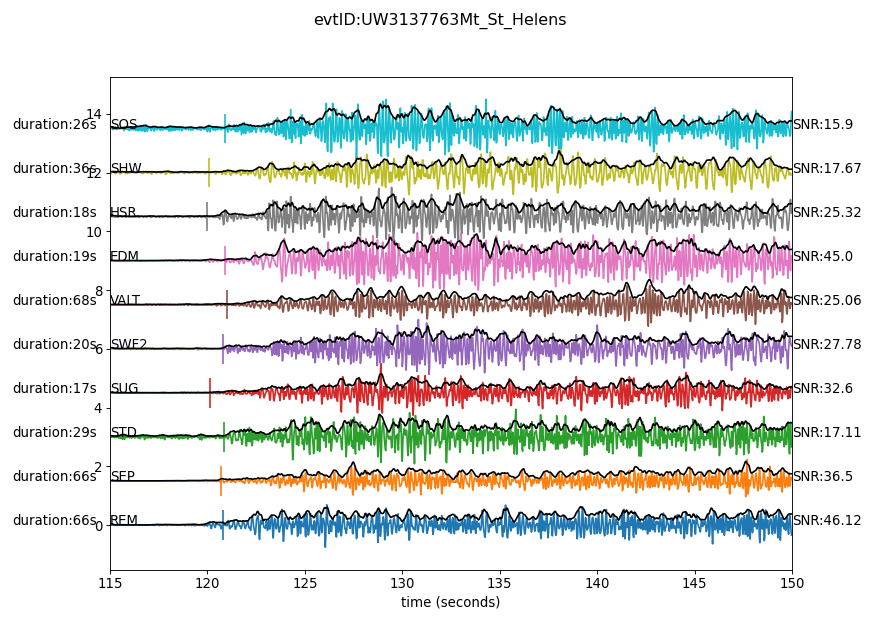 evtID:UW3137763Mt_St_Helens
14
duration:26s SOS SNR:15.9
duration:36s SHW SNR:17.67
12
duration:18s HSR SNR:25.32
10
duration:19s EDM SNR:45.0
8
duration:68s VALT SNR:25.06
duration:20s SWF2 SNR:27.78
6
duration:17s SUG SNR:32.6
4
duration:29s STD SNR:17.11
2
duration:66s SEP SNR:36.5
duration:66s REM SNR:46.12
0
115 120 125 130 135 140 145 150
time (seconds)